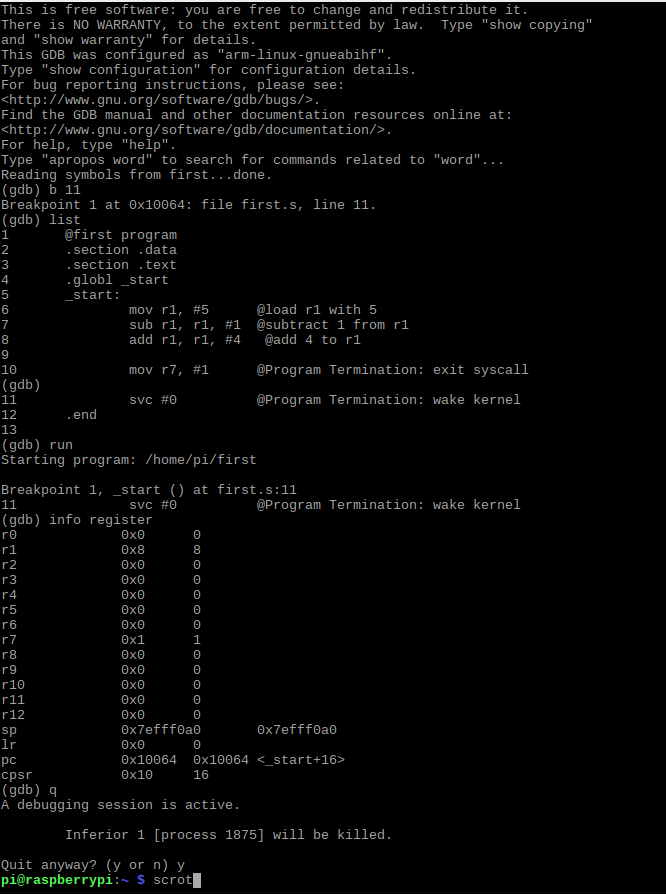 This is free software: you are free to change and redistribute it.
There is NO WARRANTY, to the extent permitted by law.  Type "show copying"
and "show warranty" for details.
This GDB was configured as "arm-linux-gnueabihf".
Type "show configuration" for configuration details.
For bug reporting instructions, please see:
<http://www.gnu.org/software/gdb/bugs/>.
Find the GDB manual and other documentation resources online at:
<http://www.gnu.org/software/gdb/documentation/>.
For help, type "help".
Type "apropos word" to search for commands related to "word"...
Reading symbols from first...done.
(gdb) b 11
Breakpoint 1 at 0x10064: file first.s, line 11.
(gdb) list
1       @first program
2       .section .data
3       .section .text
4       .globl _start
5       _start:
6               mov r1, #5      @load r1 with 5
7               sub r1, r1, #1  @subtract 1 from r1
8               add r1, r1, #4   @add 4 to r1
9
10              mov r7, #1      @Program Termination: exit syscall
(gdb)
11              svc #0          @Program Termination: wake kernel
12      .end
13
(gdb) run
Starting program: /home/pi/first

Breakpoint 1, _start () at first.s:11
11              svc #0          @Program Termination: wake kernel
(gdb) info register
r0             0x0      0
r1             0x8      8
r2             0x0      0
r3             0x0      0
r4             0x0      0
r5             0x0      0
r6             0x0      0
r7             0x1      1
r8             0x0      0
r9             0x0      0
r10            0x0      0
r11            0x0      0
r12            0x0      0
sp             0x7efff0a0       0x7efff0a0
lr             0x0      0
pc             0x10064  0x10064 <_start+16>
cpsr           0x10     16
(gdb) q
A debugging session is active.

        Inferior 1 [process 1875] will be killed.

Quit anyway? (y or n) y
pi@raspberrypi:~ $ scrot